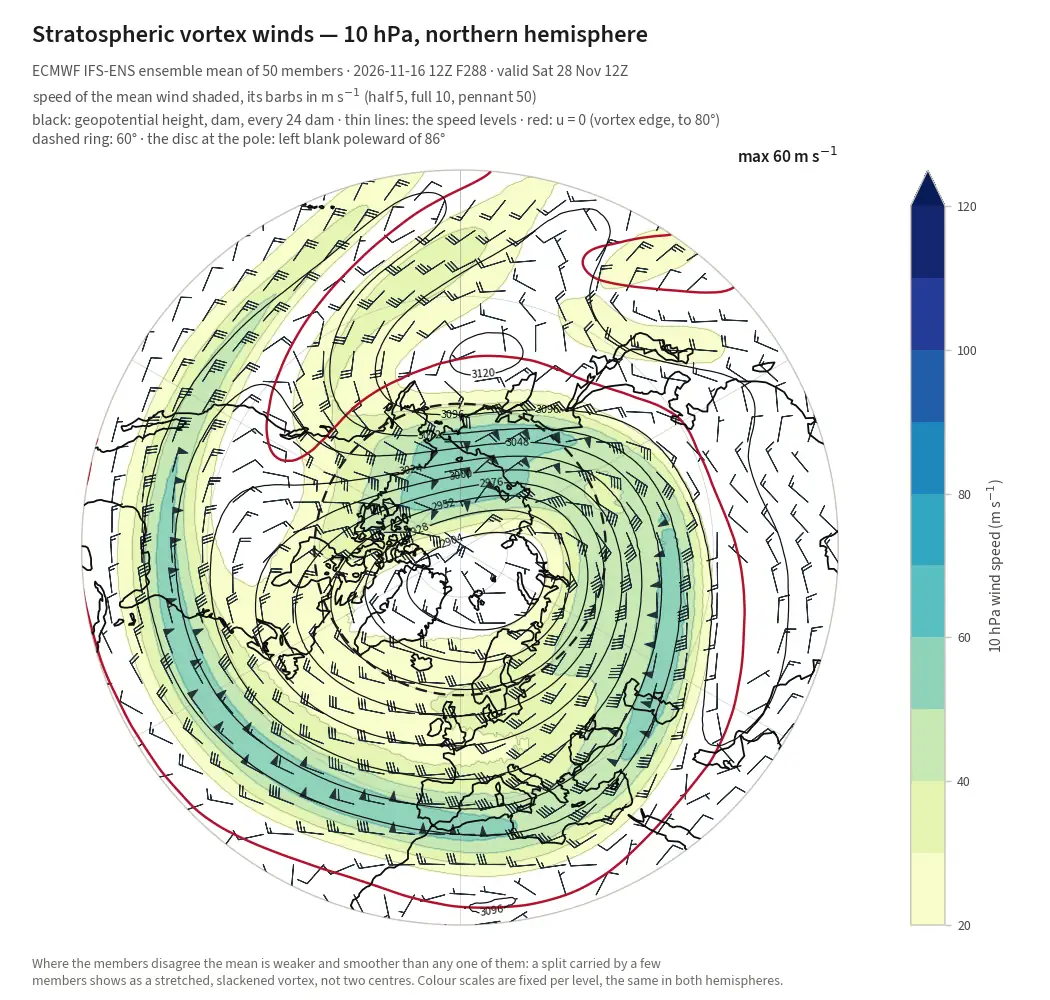 Stratospheric vortex winds — 10 hPa, northern hemisphere
ECMWF IFS-ENS ensemble mean of 50 members · 2026-11-16 12Z F288 · valid Sat 28 Nov 12Z
speed of the mean wind shaded, its barbs in m s⁻¹ (half 5, full 10, pennant 50)
black: geopotential height, dam, every 24 dam · thin lines: the speed levels · red: u = 0 (vortex edge, to 80°)
dashed ring: 60° · the disc at the pole: left blank poleward of 86°
max 60 m s⁻¹
120
100
80
60
40
20
10 hPa wind speed (m s⁻¹)
3120
3096
3048
2976
2952
2904
3096
Where the members disagree the mean is weaker and smoother than any one of them: a split carried by a few
members shows as a stretched, slackened vortex, not two centres. Colour scales are fixed per level, the same in both hemispheres.